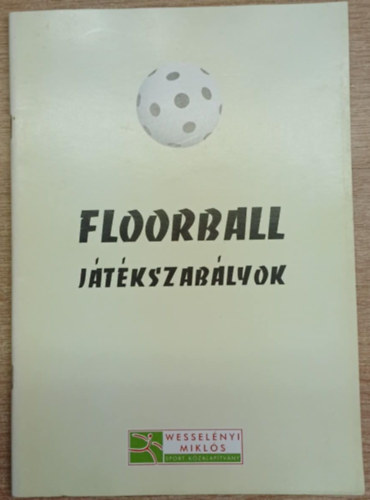 FLOORBALL
JÁTÉKSZABÁLYOK
WESSELÉNYI
MIKLÓS
SPORT KÖZALAPÍTVÁNY